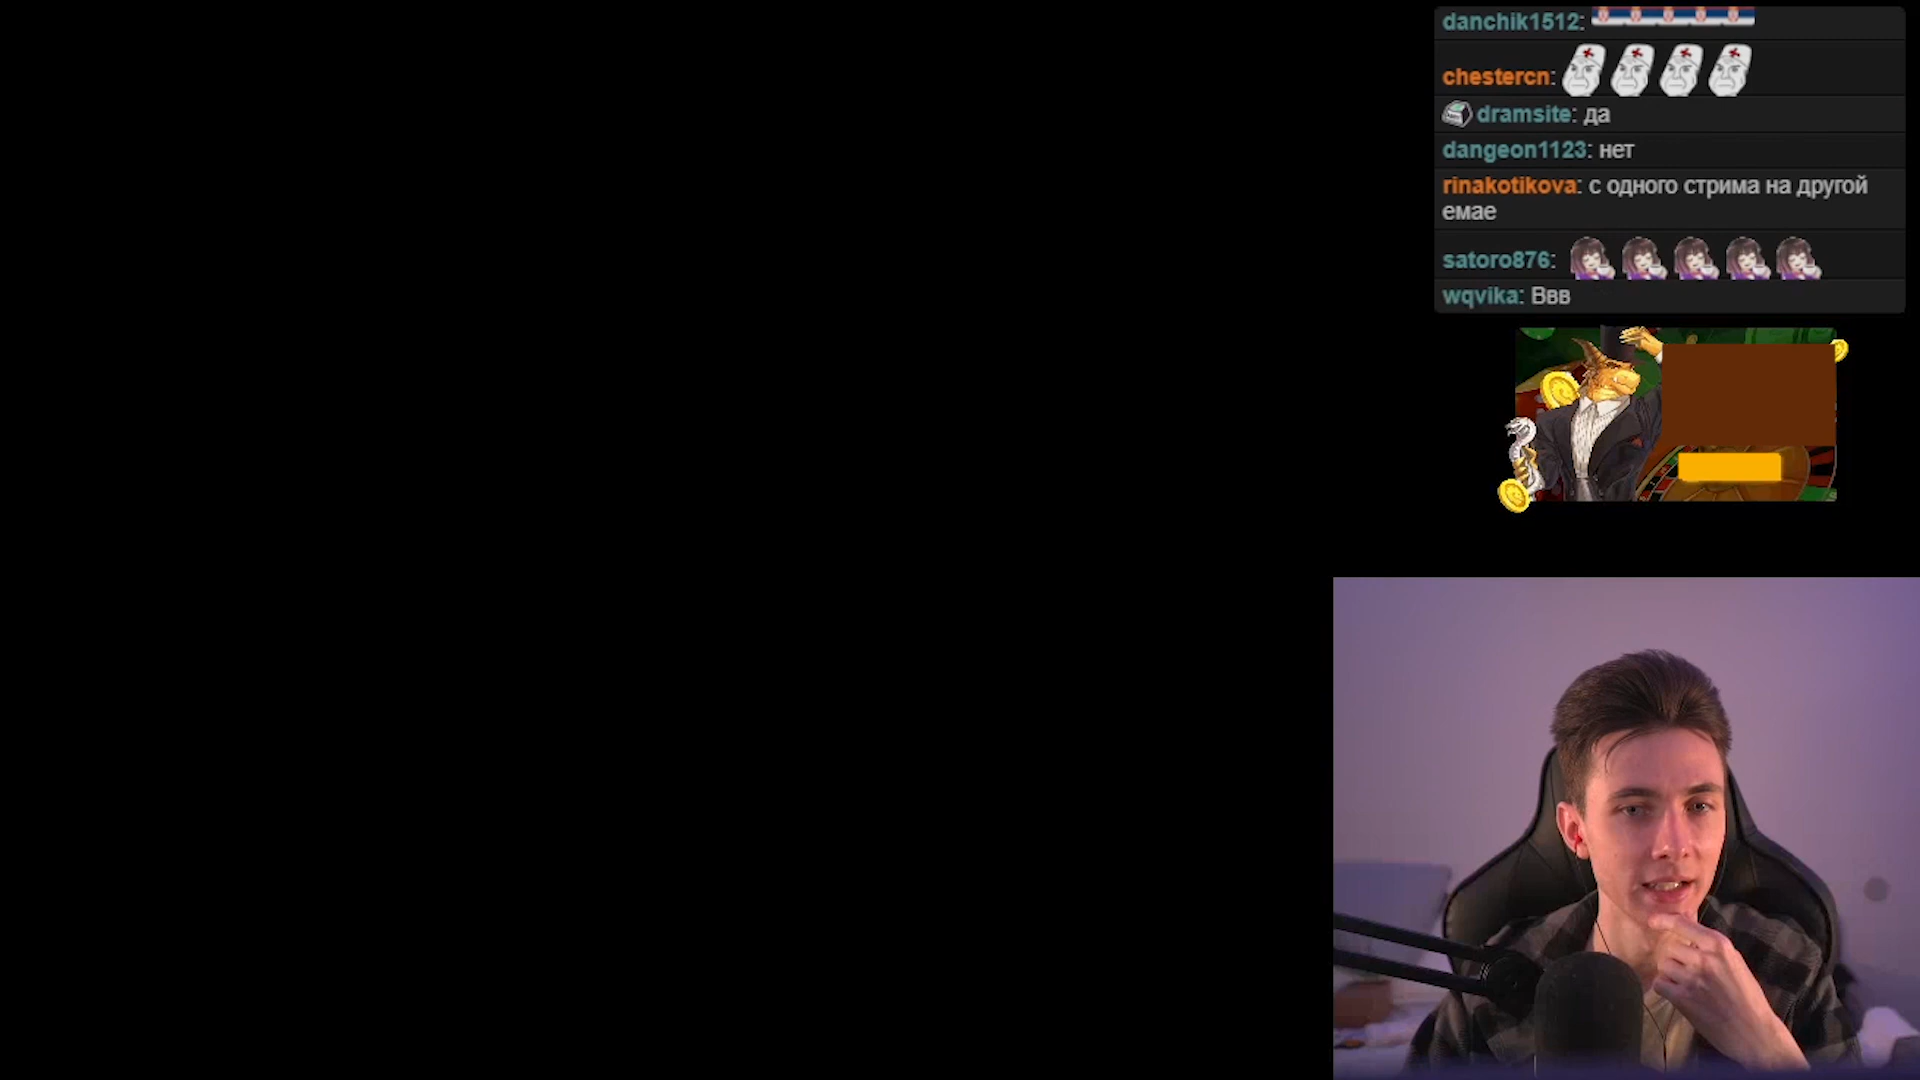 danchik1512:
chestercn:
dramsite: да
dangeon1123: нет
rinakotikova: с одного стрима на другой
емае
satoro876:
wqvika: Ввв